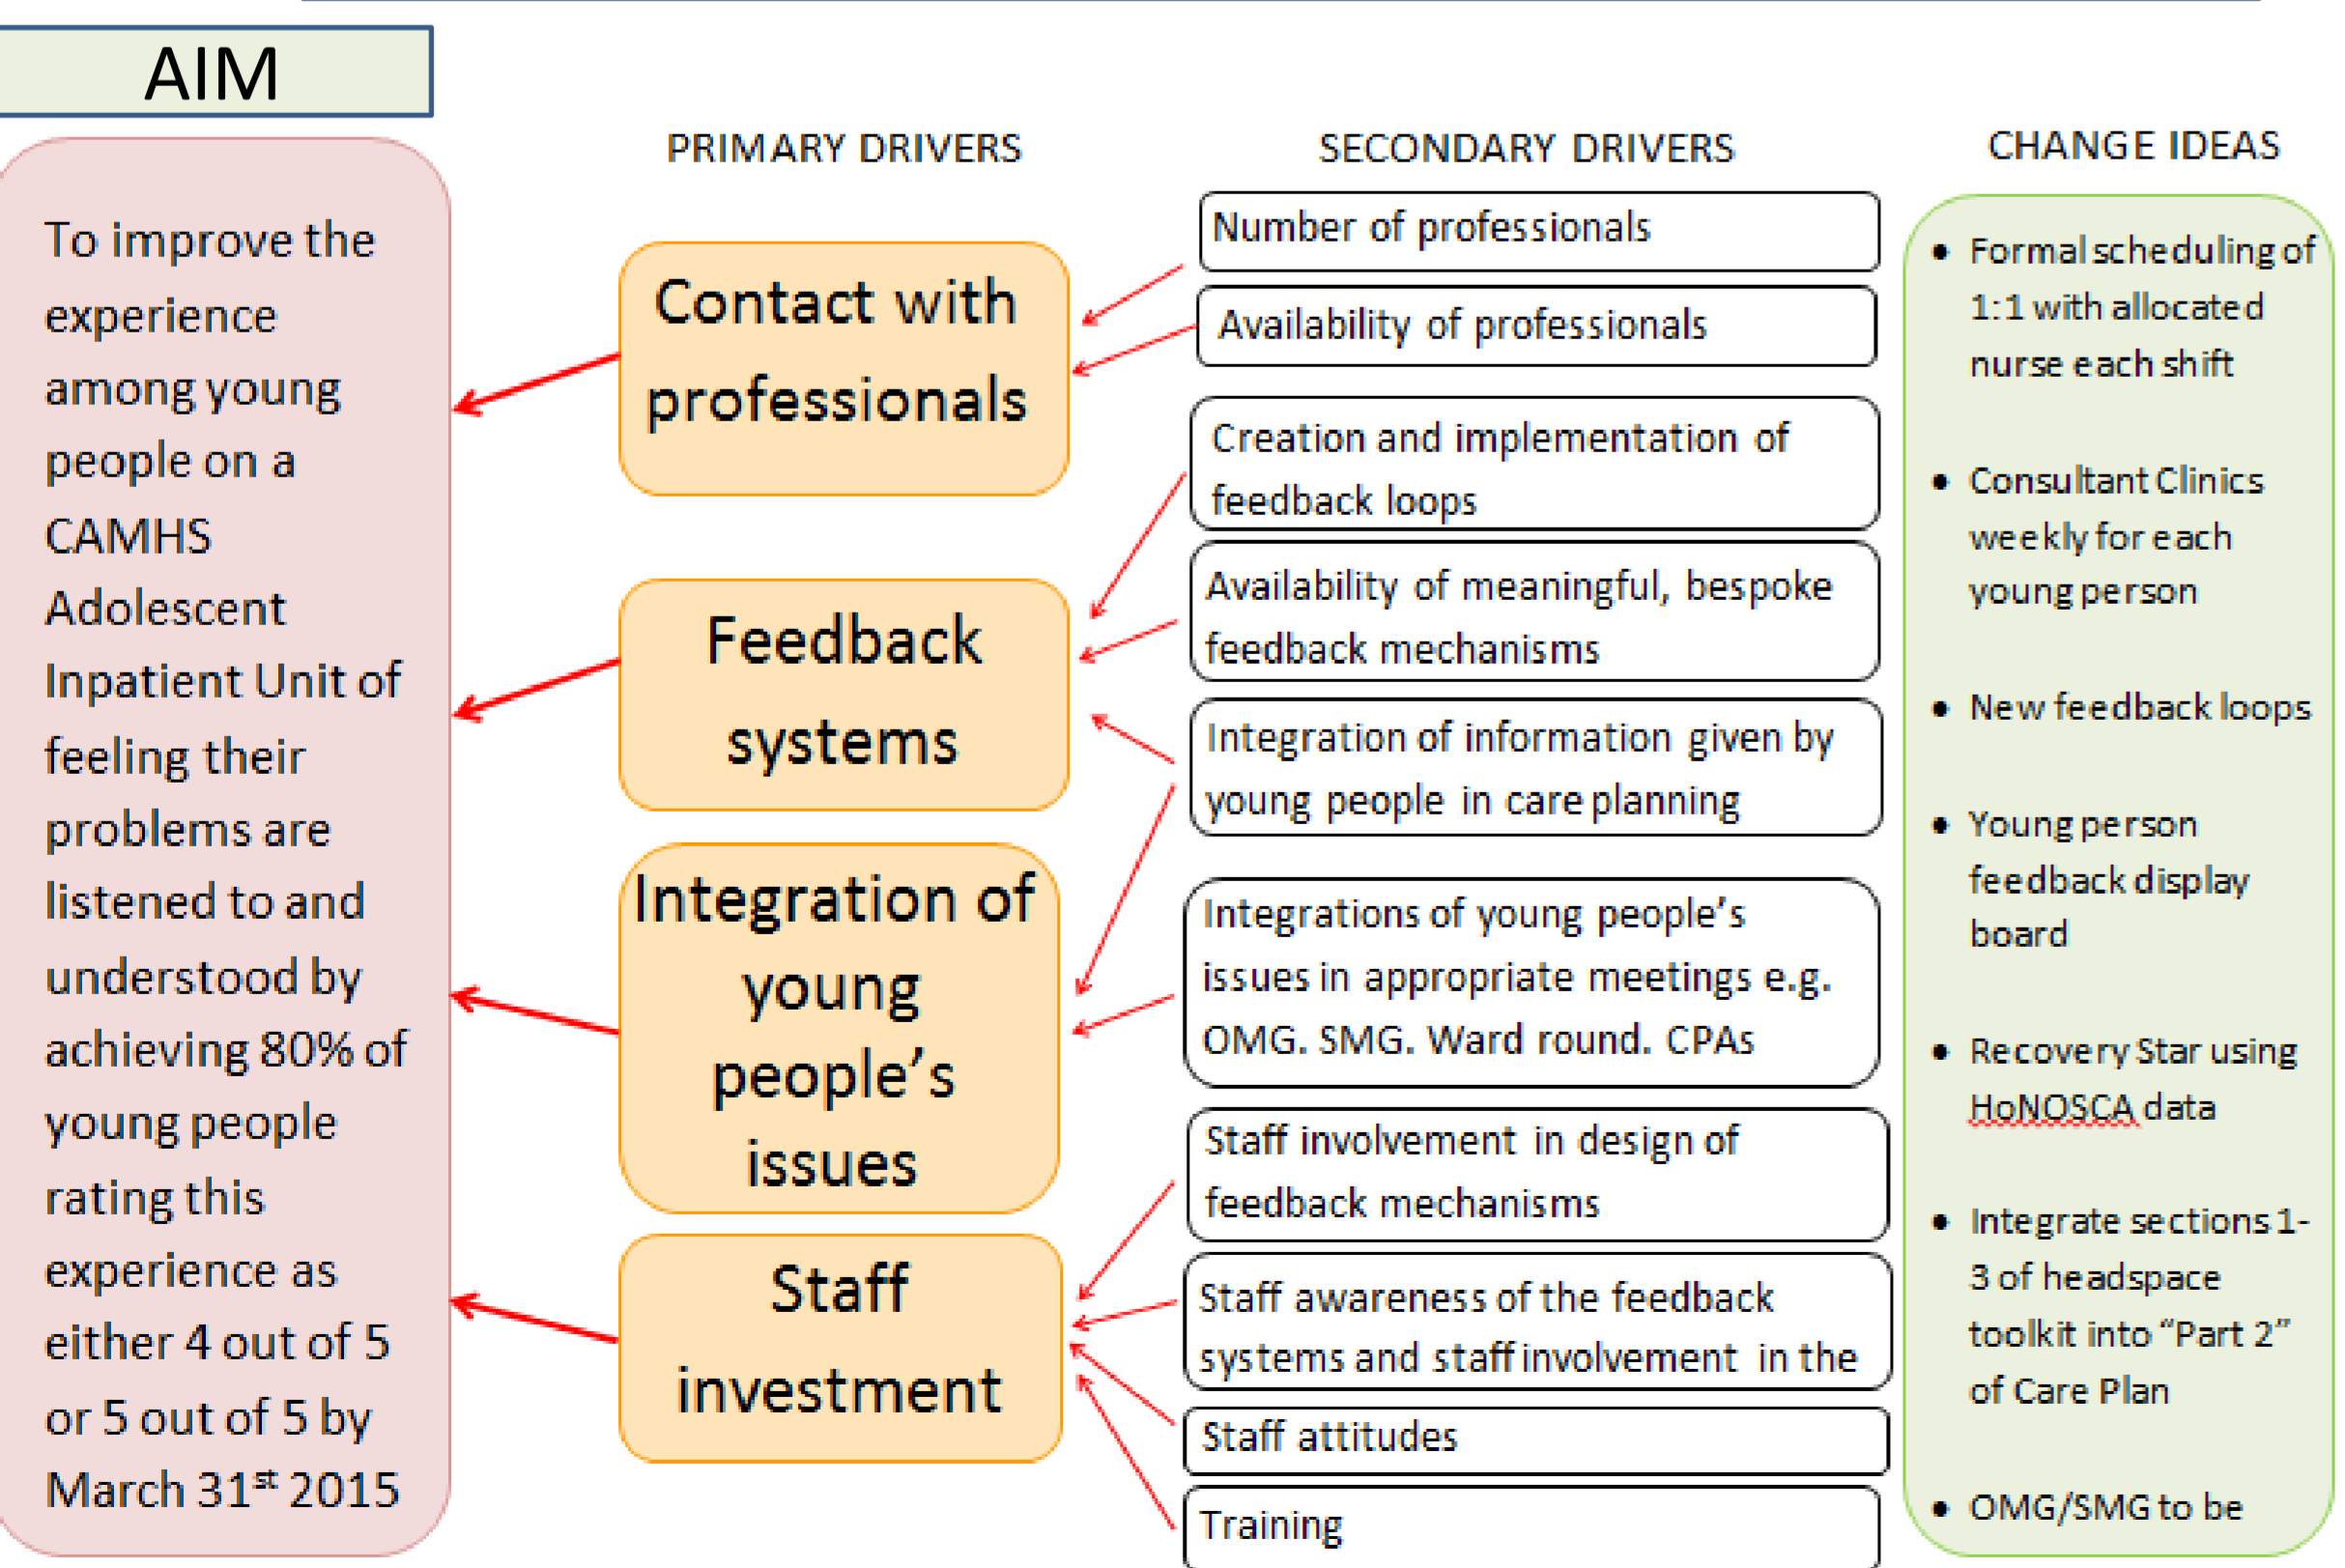 AIM
To improve the
experience
among young
people on a
CAMHS
Adolescent
Inpatient Unit of
feeling their
problems are
listened to and
understood by
achieving 80% of
young people
rating this
experience as
either 4 out of 5
or 5 out of 5 by
March 31st 2015
PRIMARY DRIVERS
Contact with
professionals
Feedback
systems
Integration of
young
people's
issues
Staff
investment
SECONDARY DRIVERS
Number of professionals
Availability of professionals
Creation and implementation of
feedback loops
Availability of meaningful, bespoke
feedback mechanisms
Integration of information given by
young people in care planning
Integrations of young people's
issues in appropriate meetings e.g.
OMG. SMG. Ward round. CPAs
Staff involvement in design of
feedback mechanisms
Staff awareness of the feedback
systems and staff involvement in the
Staff attitudes
Training
CHANGE IDEAS
• Formal scheduling of
1:1 with allocated
nurse each shift
• Consultant Clinics
weekly for each
young person
• New feedback loops
• Young person
feedback display
board
• Recovery Star using
HoNOSCA data
• Integrate sections 1-
3 of headspace
toolkit into “Part 2”
of Care Plan
• OMG/SMG to be